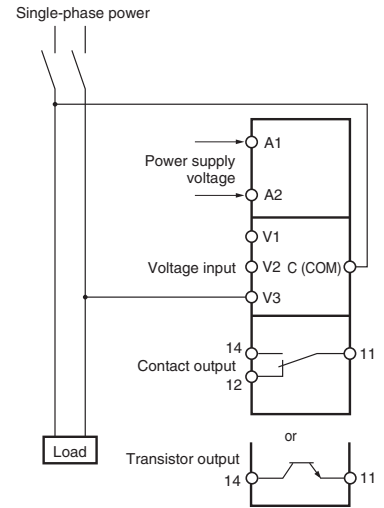 Single-phase power
A1
Power supply
voltage
A2
V1
Voltage input
V2 C (COM)
V3
14
11
Contact output
12
or
Load
Transistor output
14
11